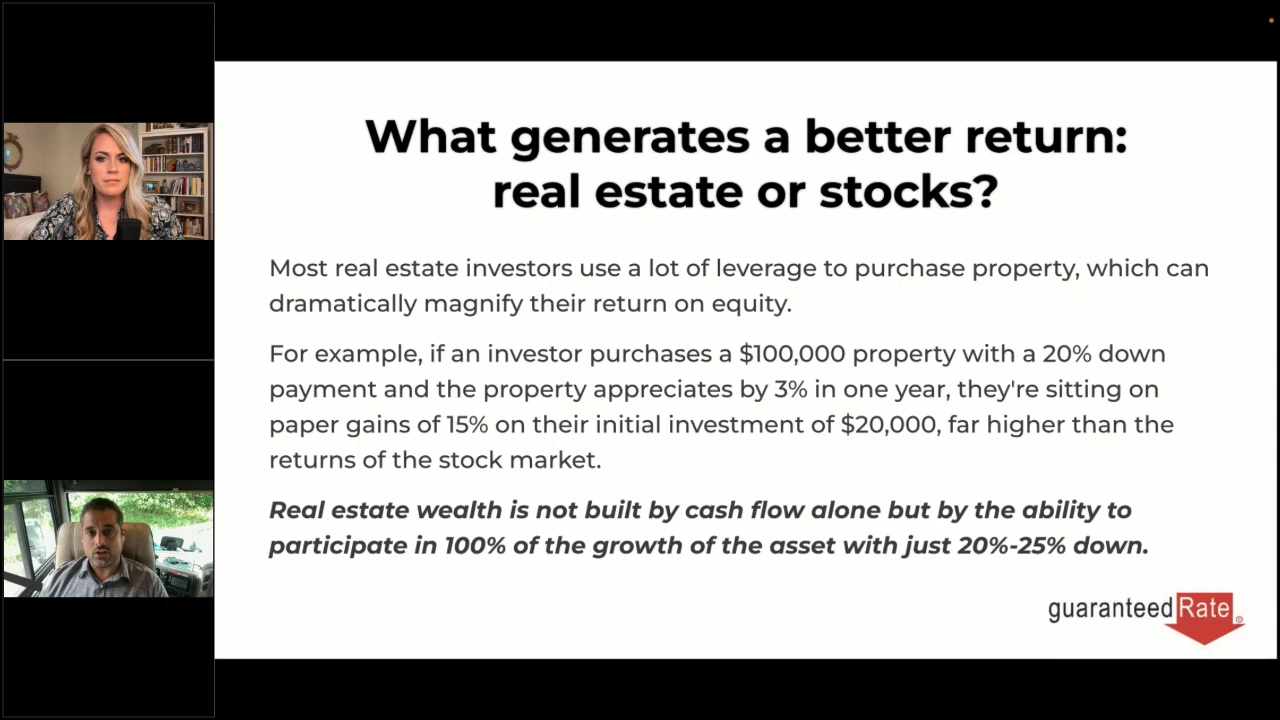 What generates a better return:
real estate or stocks?
Most real estate investors use a lot of leverage to purchase property, which can
dramatically magnify their return on equity.
For example, if an investor purchases a $100,000 property with a 20% down
payment and the property appreciates by 3% in one year, they're sitting on
paper gains of 15% on their initial investment of $20,000, far higher than the
returns of the stock market.
Real estate wealth is not built by cash flow alone but by the ability to
participate in 100% of the growth of the asset with just 20%-25% down.
guaranteed Rate ®